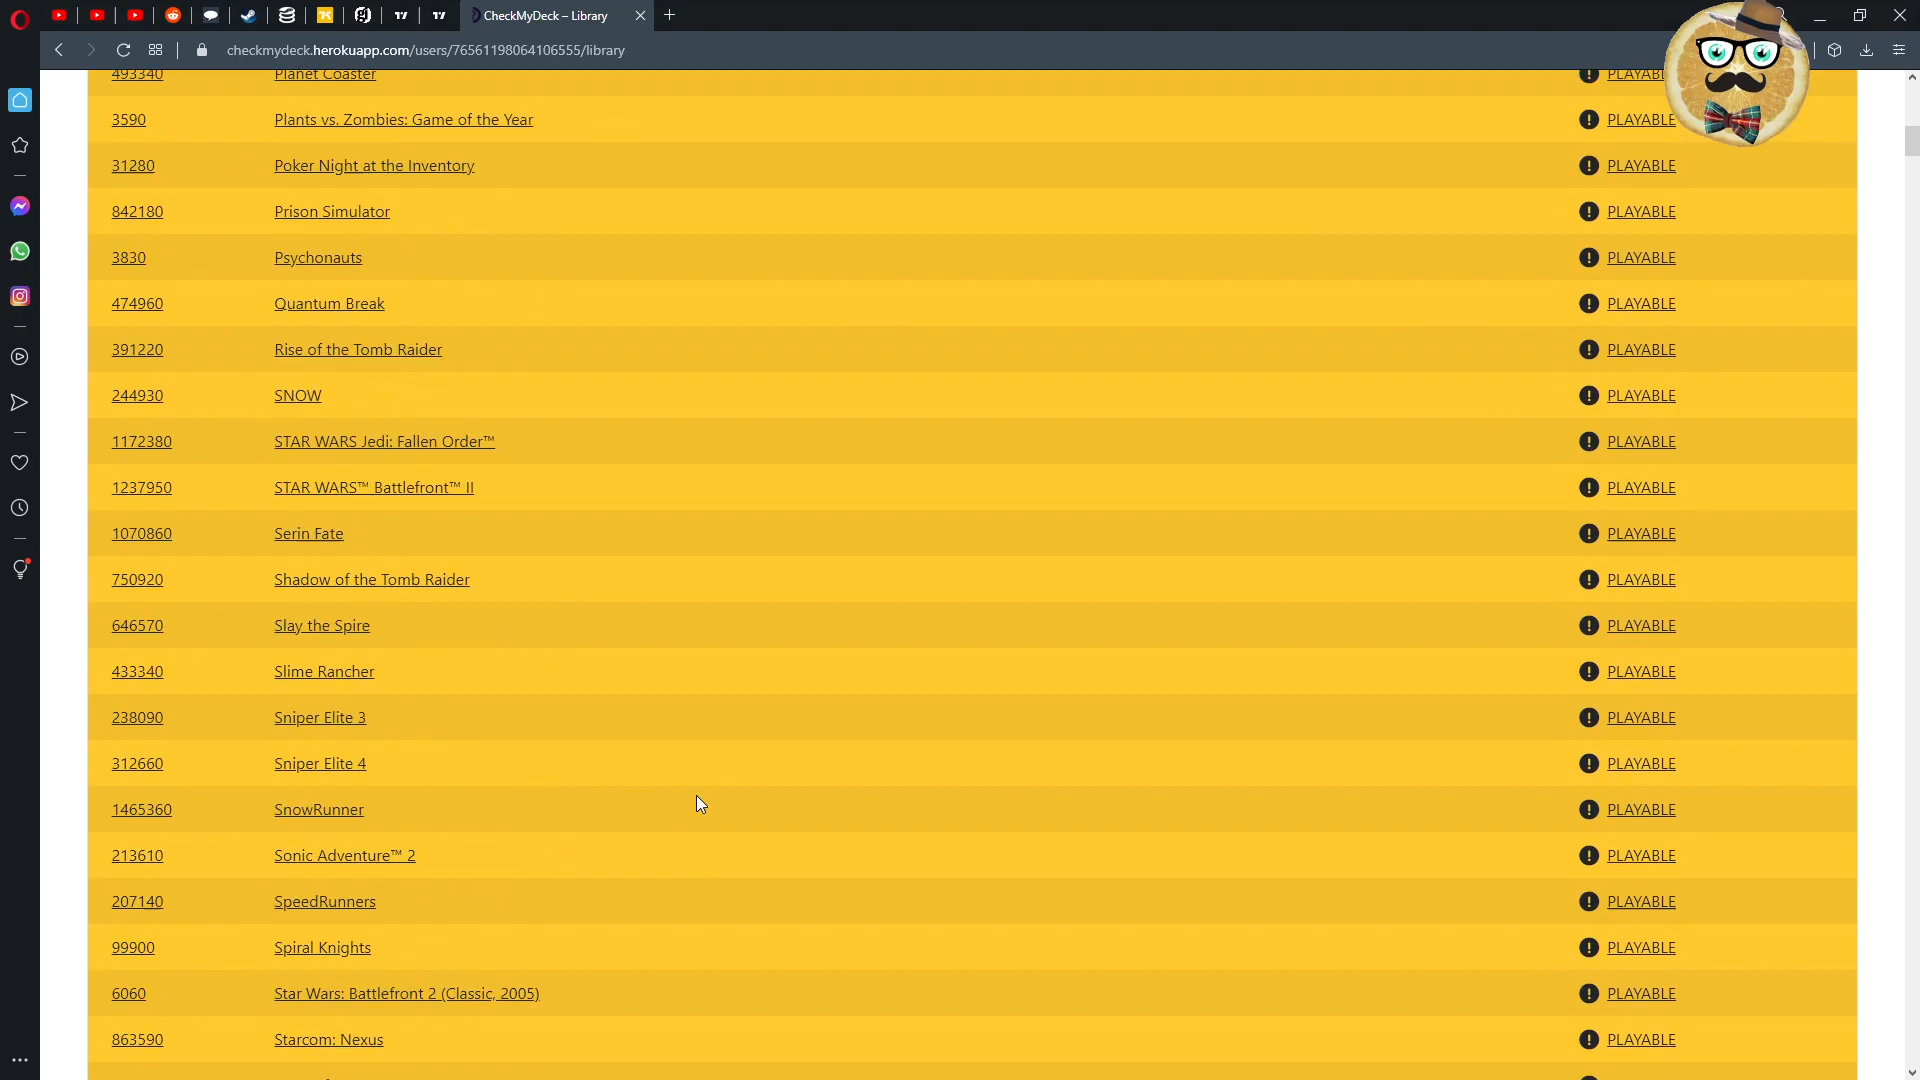 CheckMyDeck – Library
checkmydeck.herokuapp.com/users/76561198064106555/library
493340 Planet Coaster PLAYABLE
3590 Plants vs. Zombies: Game of the Year PLAYABLE
31280 Poker Night at the Inventory PLAYABLE
842180 Prison Simulator PLAYABLE
3830 Psychonauts PLAYABLE
474960 Quantum Break PLAYABLE
391220 Rise of the Tomb Raider PLAYABLE
244930 SNOW PLAYABLE
1172380 STAR WARS Jedi: Fallen Order™ PLAYABLE
1237950 STAR WARS™ Battlefront™ II PLAYABLE
1070860 Serin Fate PLAYABLE
750920 Shadow of the Tomb Raider PLAYABLE
646570 Slay the Spire PLAYABLE
433340 Slime Rancher PLAYABLE
238090 Sniper Elite 3 PLAYABLE
312660 Sniper Elite 4 PLAYABLE
1465360 SnowRunner PLAYABLE
213610 Sonic Adventure™ 2 PLAYABLE
207140 SpeedRunners PLAYABLE
99900 Spiral Knights PLAYABLE
6060 Star Wars: Battlefront 2 (Classic, 2005) PLAYABLE
863590 Starcom: Nexus PLAYABLE